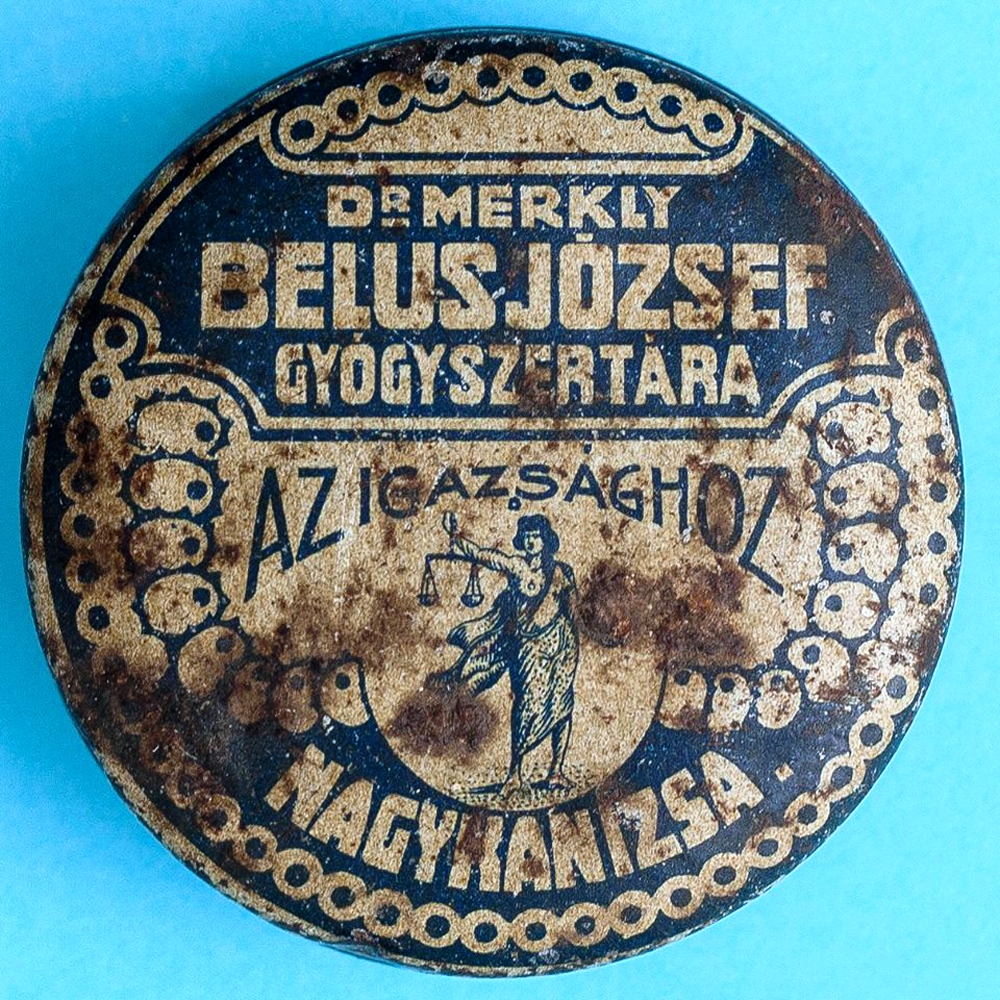 DR. MERKLY
BELUS JÓZSEF
GYÓGYSZERTÁRA
AZ IGAZSÁGHOZ
NAGYKANIZSA.